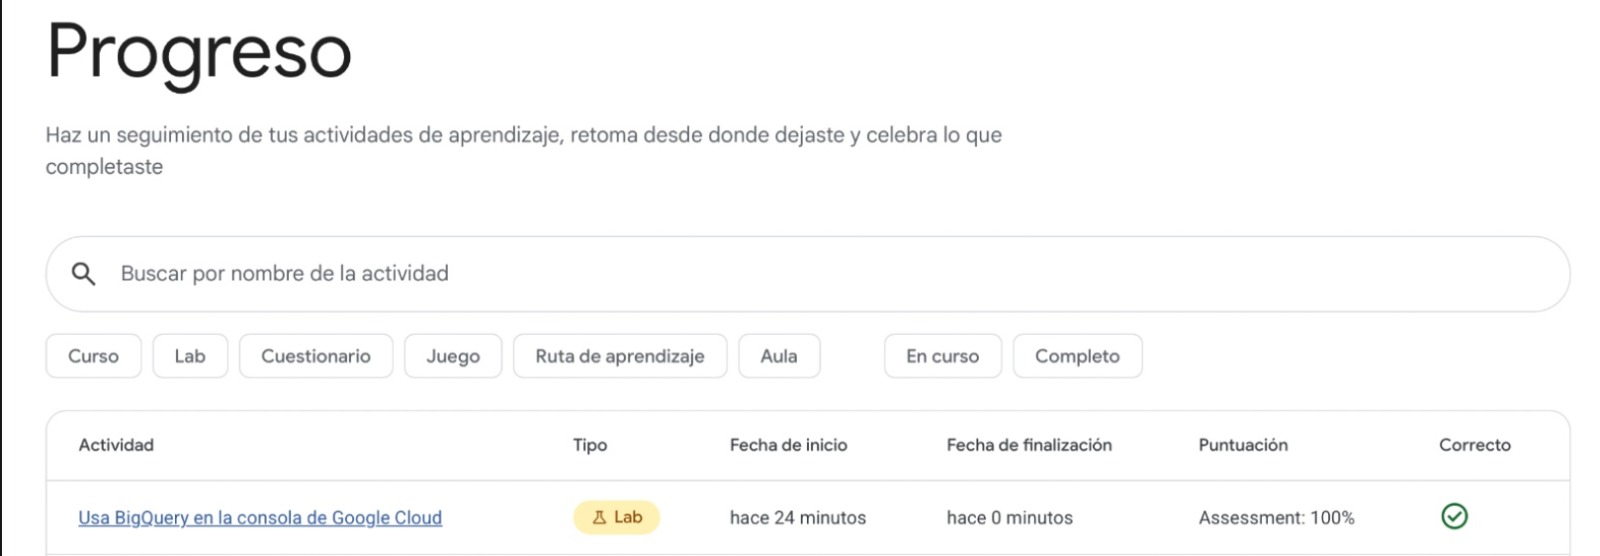 Progreso
Haz un seguimiento de tus actividades de aprendizaje, retoma desde donde dejaste y celebra lo que
completaste
Buscar por nombre de la actividad
Curso Lab Cuestionario Juego Ruta de aprendizaje Aula En curso Completo
Actividad Tipo Fecha de inicio Fecha de finalización Puntuación Correcto
Usa BigQuery en la consola de Google Cloud Lab hace 24 minutos hace 0 minutos Assessment: 100%